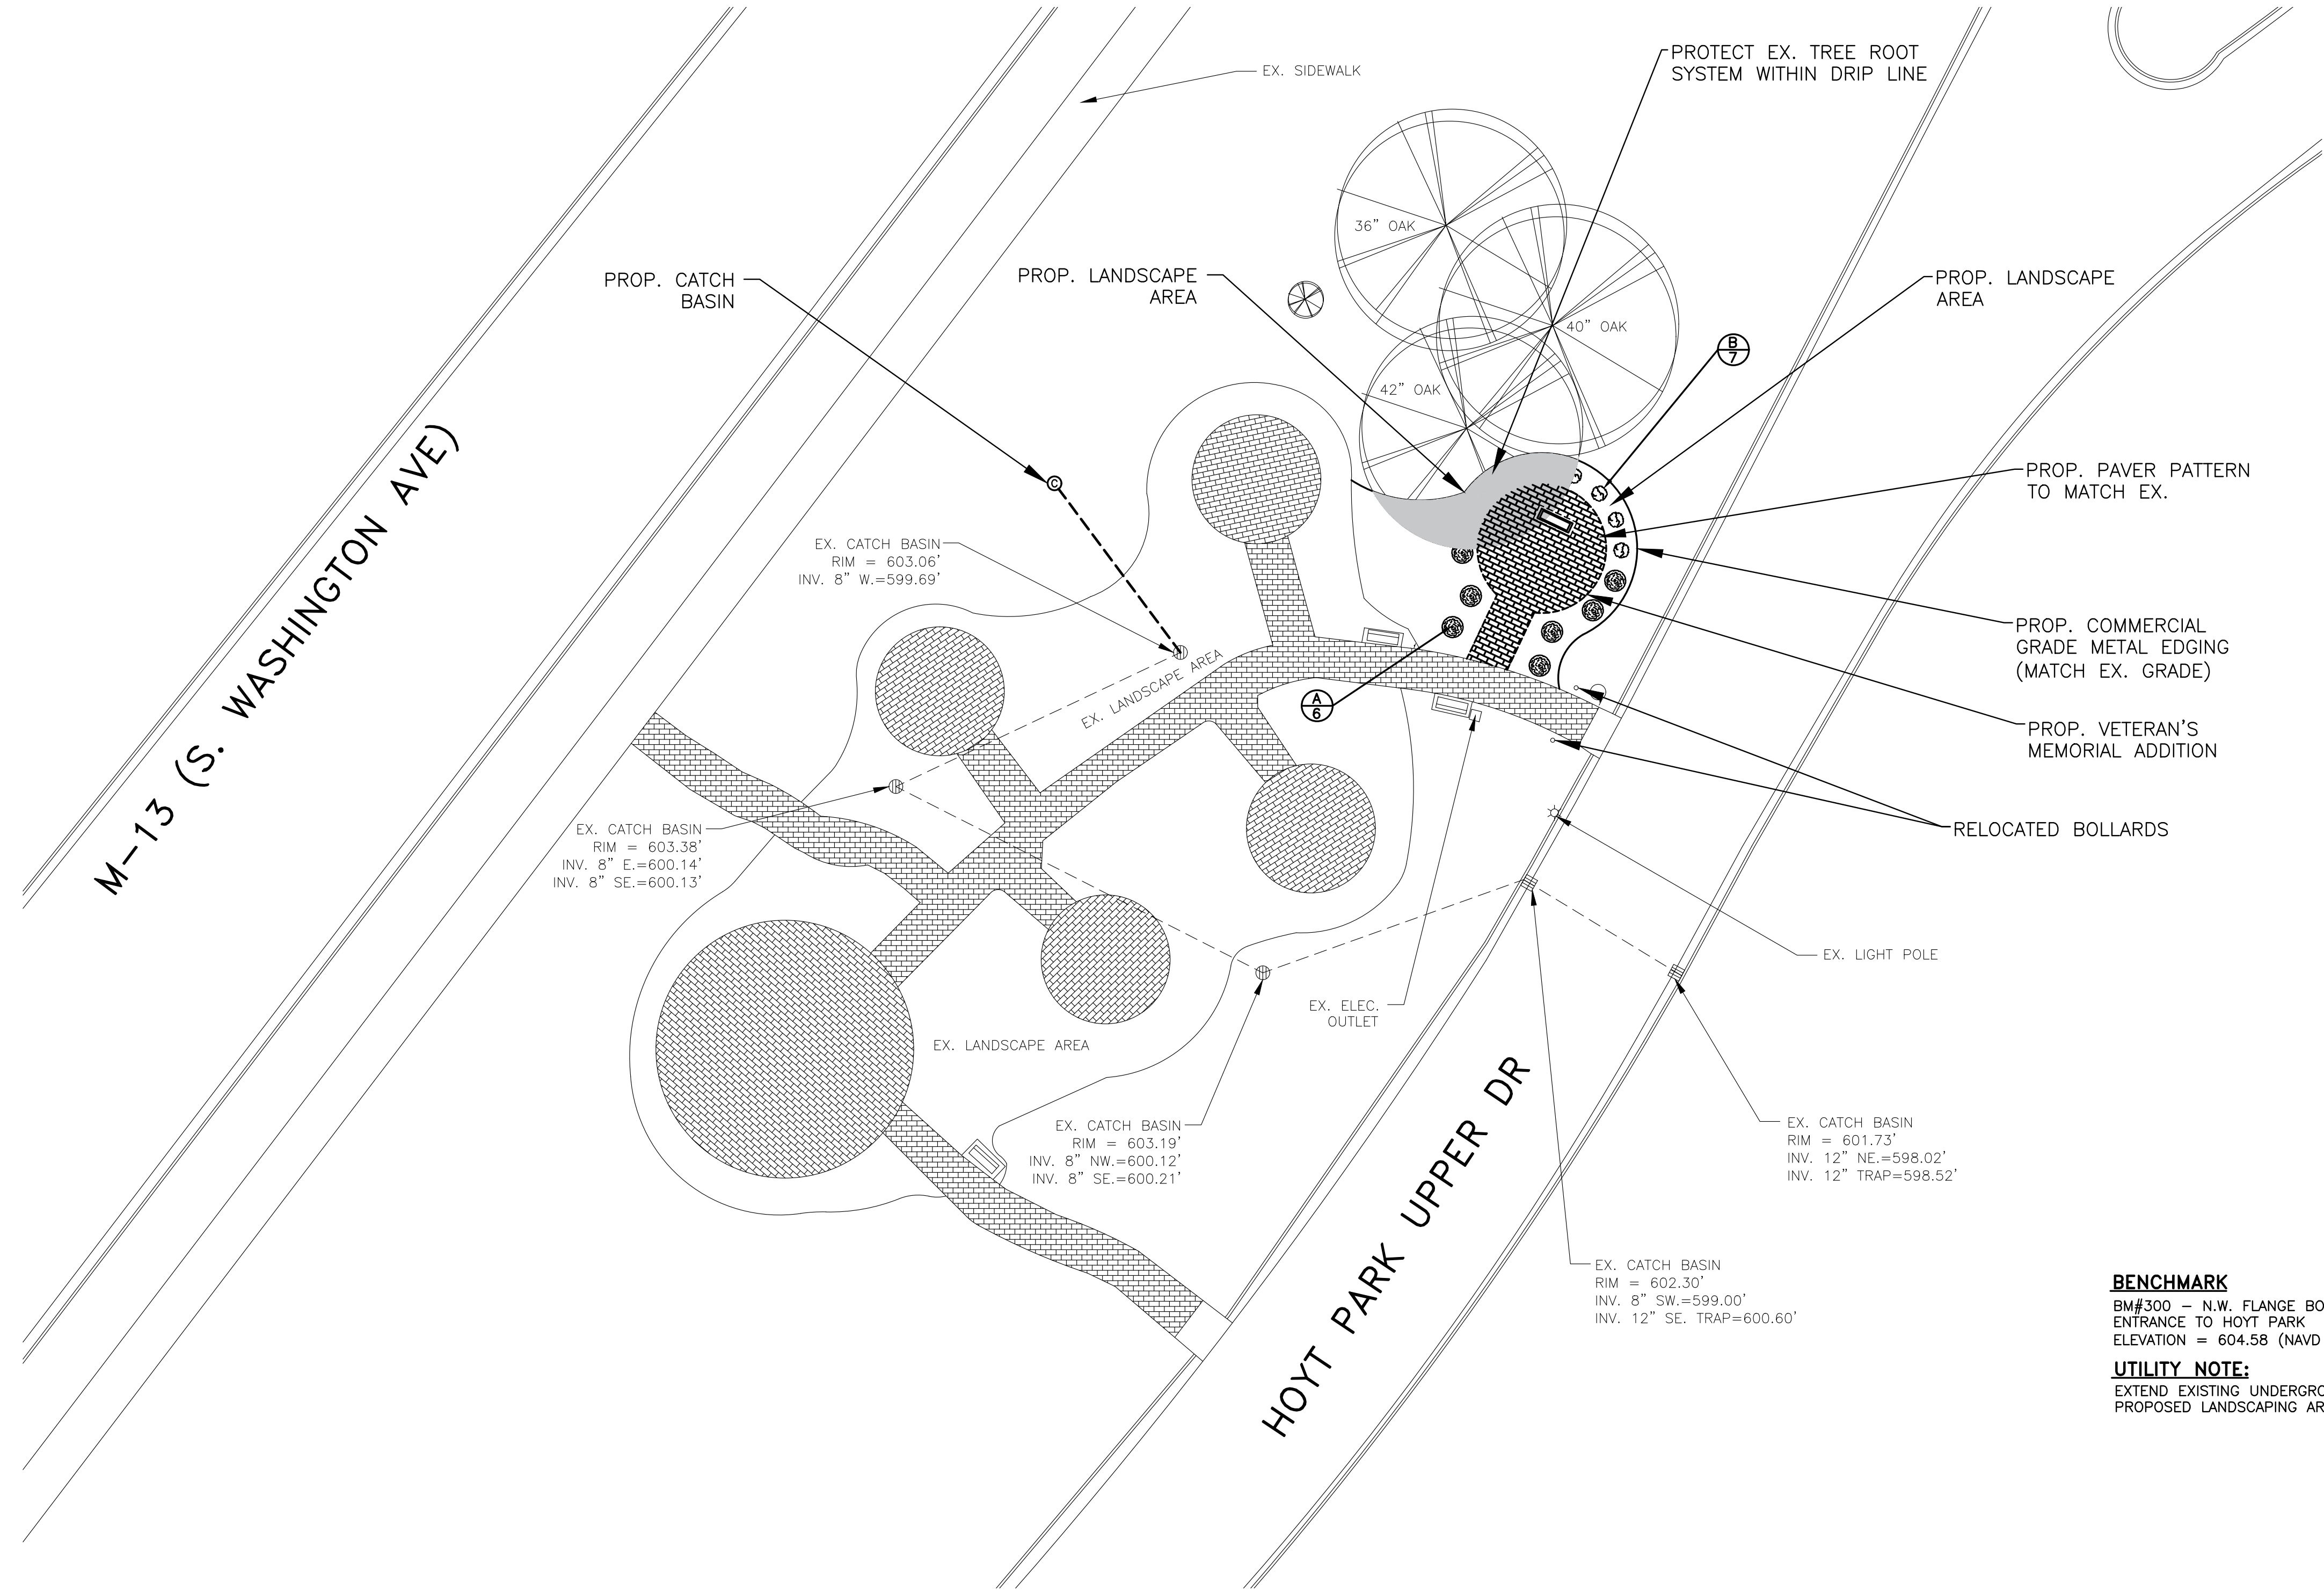 EX. SIDEWALK
PROTECT EX. TREE ROOT
SYSTEM WITHIN DRIP LINE
36" OAK
PROP. CATCH
BASIN
PROP. LANDSCAPE
AREA
PROP. LANDSCAPE
AREA
40" OAK
B
7
42" OAK
M-13 (S. WASHINGTON AVE)
C
PROP. PAVER PATTERN
TO MATCH EX.
EX. CATCH BASIN
RIM = 603.06'
INV. 8" W.=599.69'
PROP. COMMERCIAL
GRADE METAL EDGING
(MATCH EX. GRADE)
EX. LANDSCAPE AREA
A
6
PROP. VETERAN'S
MEMORIAL ADDITION
EX. CATCH BASIN
RIM = 603.38'
INV. 8" E.=600.14'
INV. 8" SE.=600.13'
RELOCATED BOLLARDS
EX. LIGHT POLE
EX. ELEC.
OUTLET
EX. LANDSCAPE AREA
EX. CATCH BASIN
RIM = 603.19'
INV. 8" NW.=600.12'
INV. 8" SE.=600.21'
HOYT PARK UPPER DR
EX. CATCH BASIN
RIM = 601.73'
INV. 12" NE.=598.02'
INV. 12" TRAP=598.52'
EX. CATCH BASIN
RIM = 602.30'
INV. 8" SW.=599.00'
INV. 12" SE. TRAP=600.60'
BENCHMARK
BM#300 - N.W. FLANGE BO
ENTRANCE TO HOYT PARK
ELEVATION = 604.58 (NAVD
UTILITY NOTE:
EXTEND EXISTING UNDERGRO
PROPOSED LANDSCAPING AR